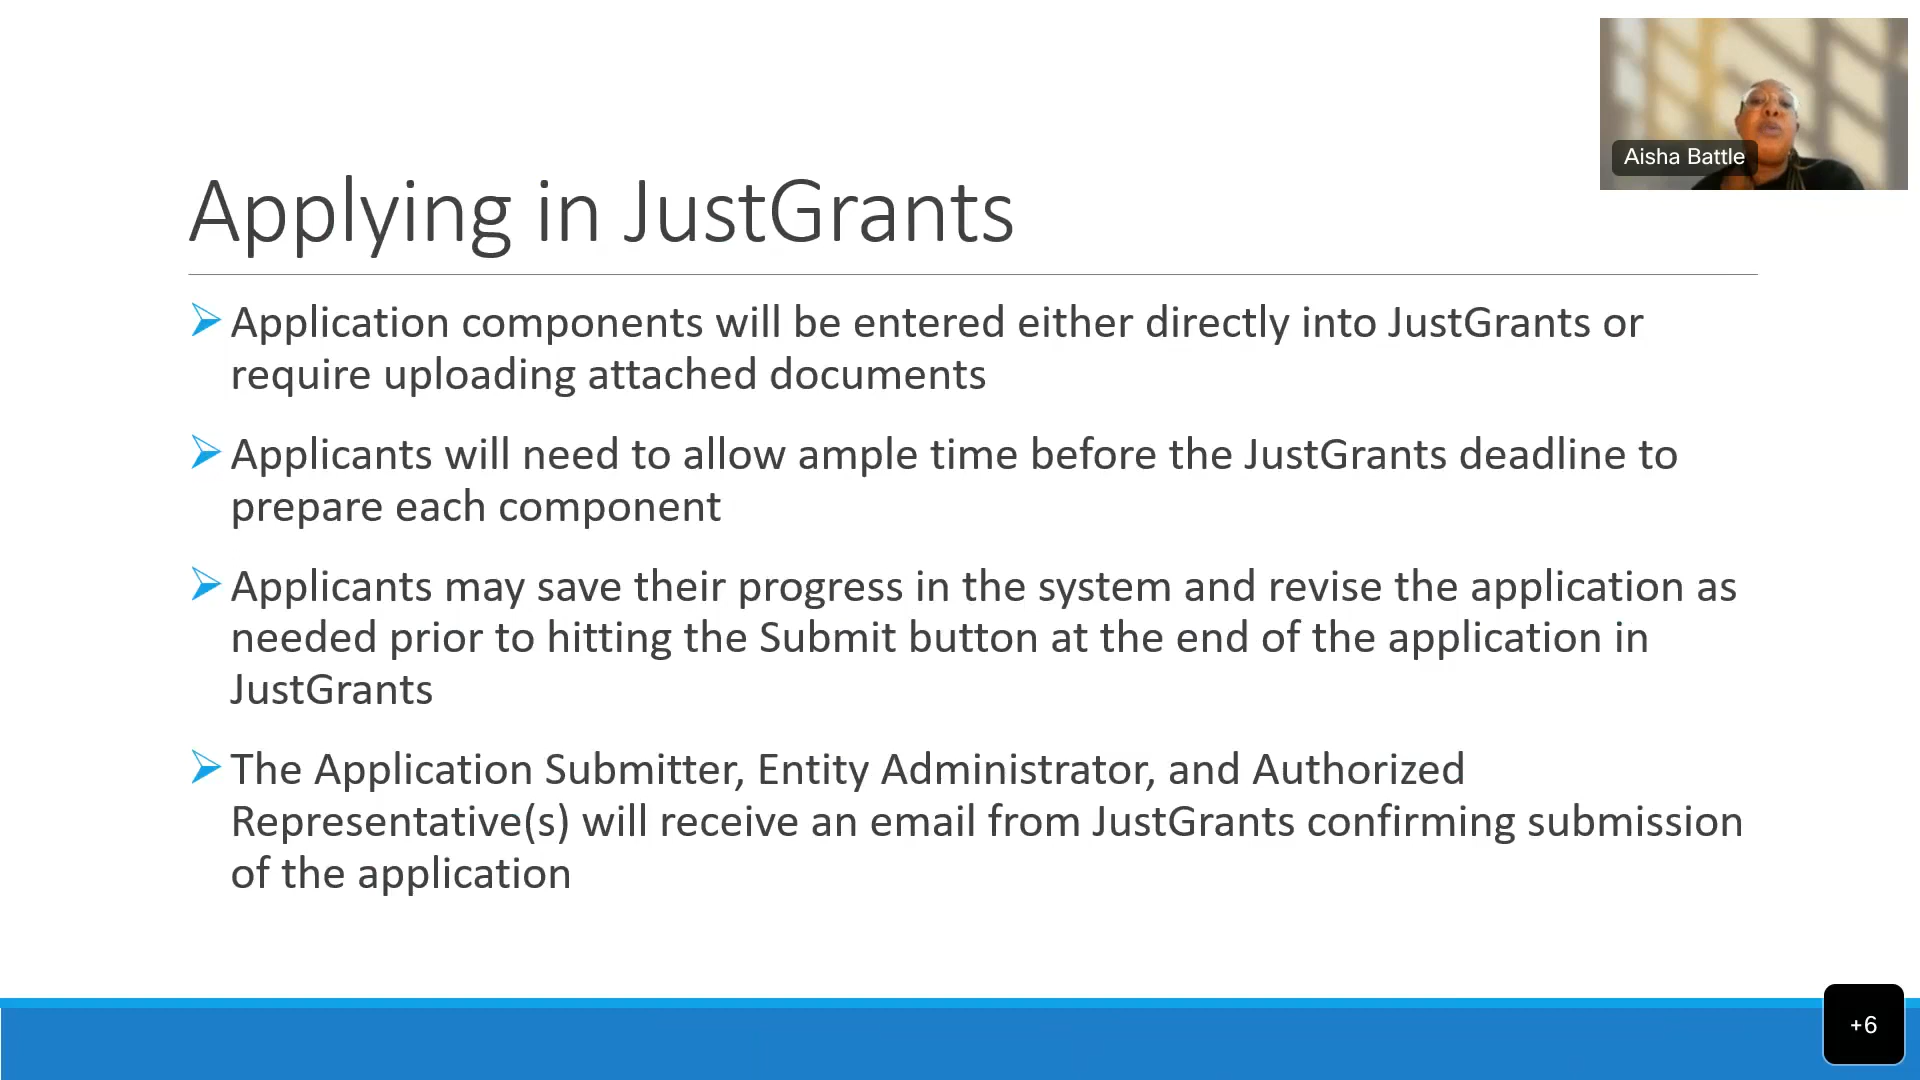 Aisha Battle
Applying in JustGrants
Application components will be entered either directly into JustGrants or
require uploading attached documents
Applicants will need to allow ample time before the JustGrants deadline to
prepare each component
Applicants may save their progress in the system and revise the application as
needed prior to hitting the Submit button at the end of the application in
JustGrants
The Application Submitter, Entity Administrator, and Authorized
Representative(s) will receive an email from JustGrants confirming submission
of the application
+6